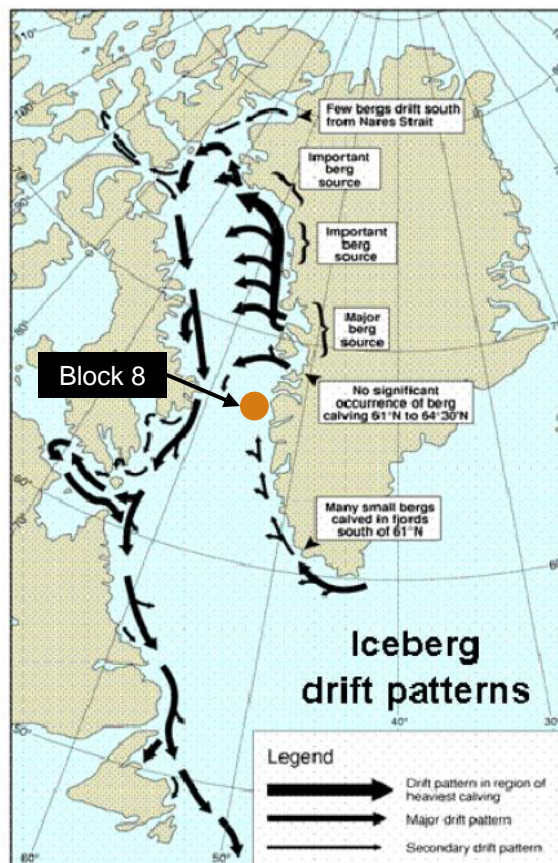 110°
100°
Few bergs drift south
from Nares Strait
Important
berg
source
Important
berg
source
Major
berg
source
Block 8
No significant
occurrence of berg
calving 61°N to 64°30'N
Many small bergs
calved in fjords
south of 61°N
Iceberg
drift patterns
Legend
Drift pattern in region of
heaviest calving
Major drift pattern
Secondary drift pattern
60°
50°
40°
30°